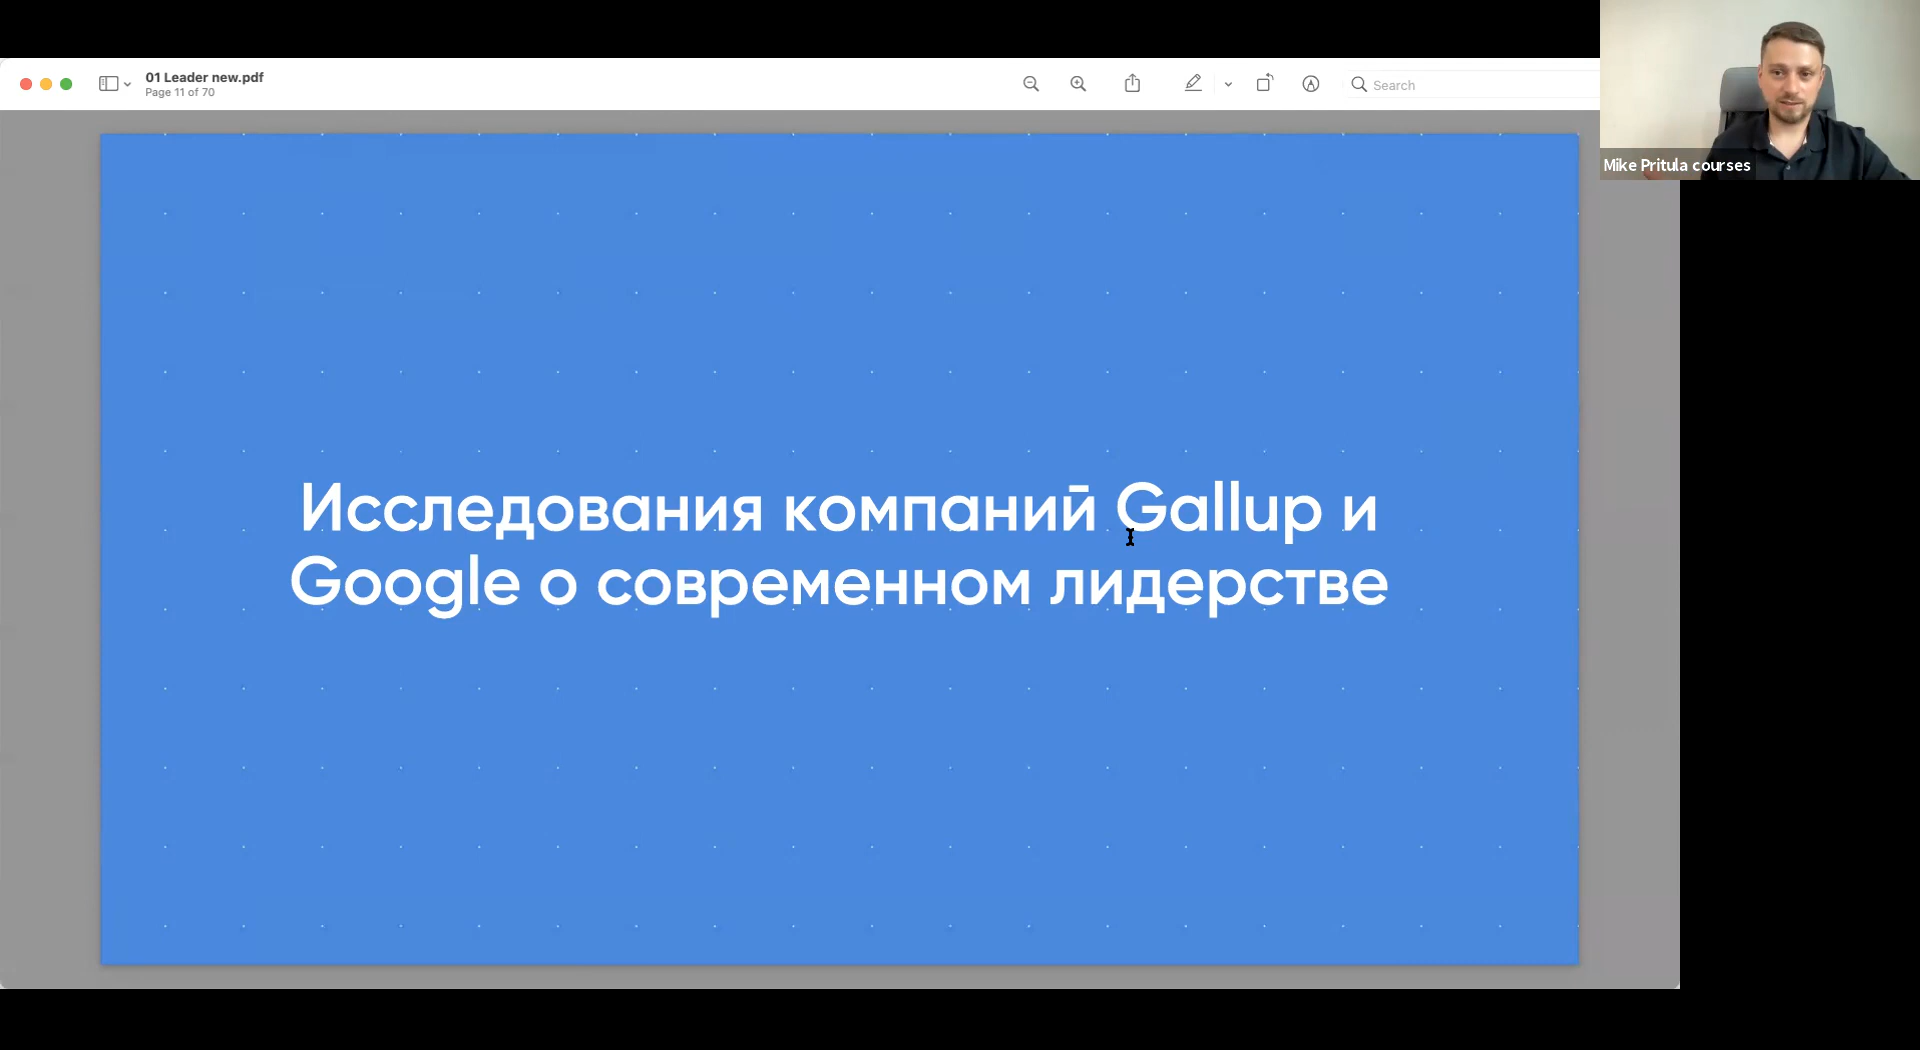 01 Leader new.pdf
Page 11 of 70
Search
Mike Pritula courses
Исследования компаний Gallup и
Google о современном лидерстве